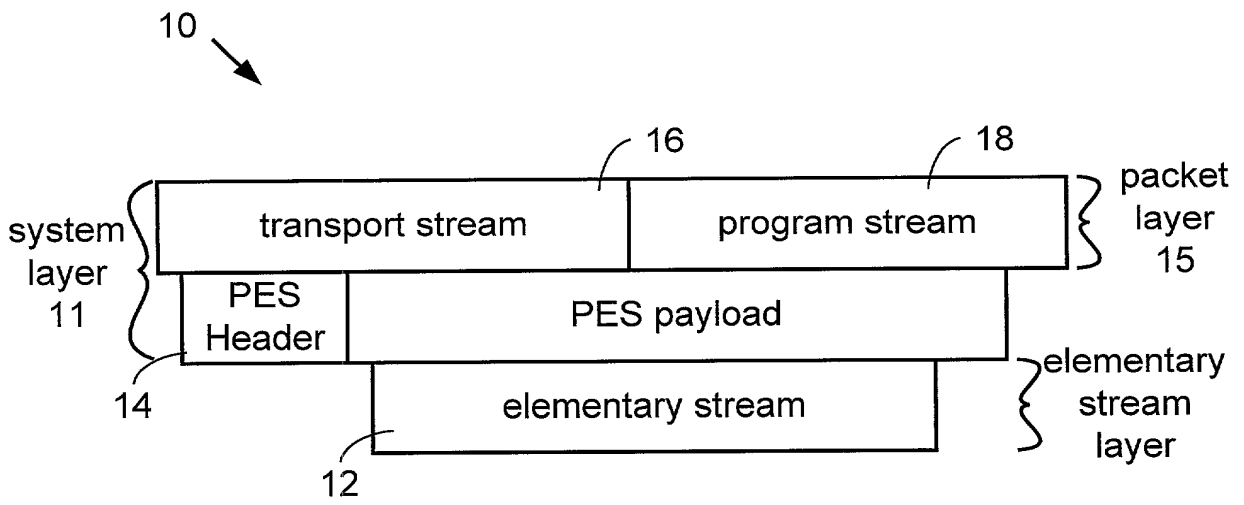 10
16
18
transport stream
program stream
packet
layer
15
system
layer
11
PES
Header
PES payload
14
elementary stream
12
elementary
stream
layer